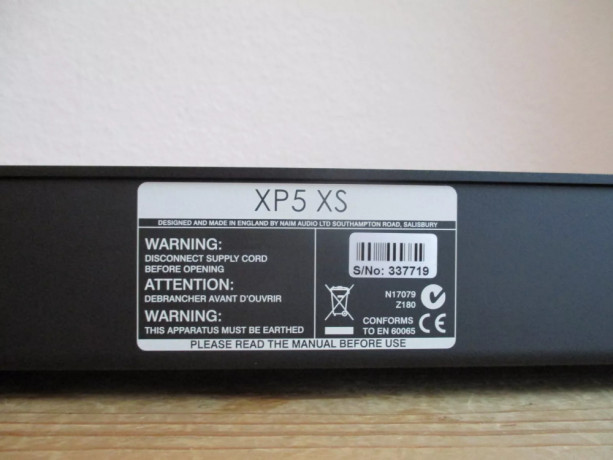 XP5 XS
DESIGNED AND MADE IN ENGLAND BY NAIM AUDIO LTD SOUTHAMPTON ROAD, SALISBURY
WARNING:
DISCONNECT SUPPLY CORD
BEFORE OPENING
ATTENTION:
DEBRANCHER AVANT D'OUVRIR
WARNING:
THIS APPARATUS MUST BE EARTHED
S/No: 337719
N17079
Z180
CONFORMS
TO EN 60065
CE
PLEASE READ THE MANUAL BEFORE USE